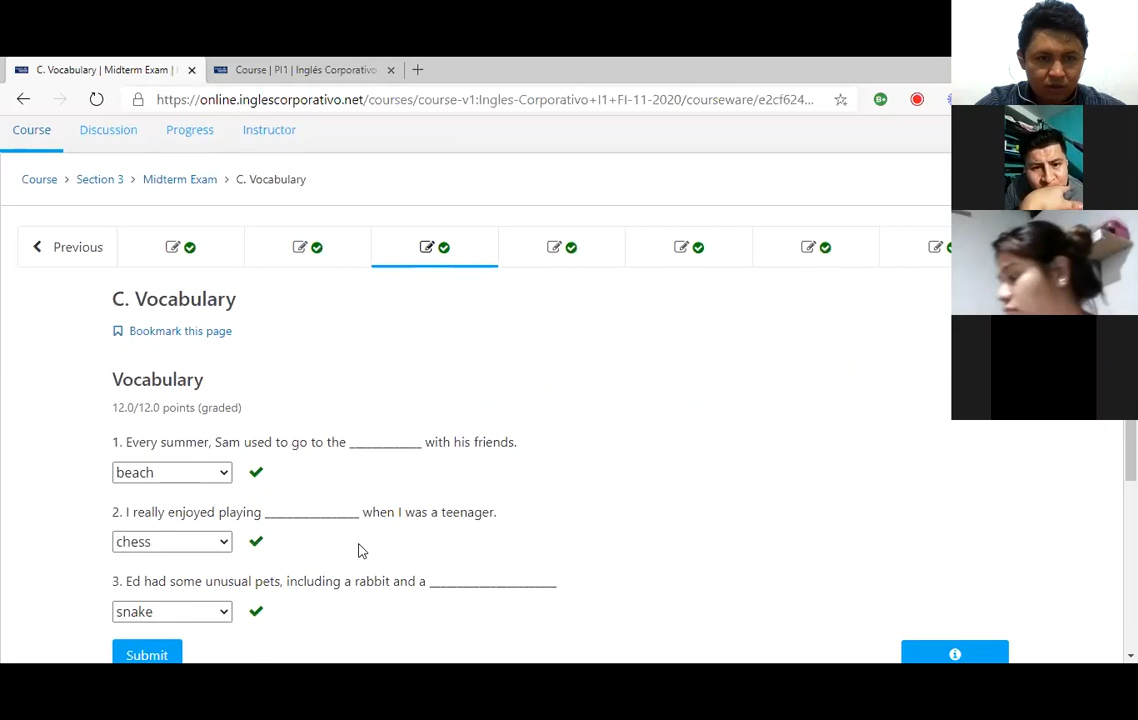 C. Vocabulary | Midterm Exam |
Course | PI1 | Inglés Corporativo
https://online.inglescorporativo.net/courses/course-v1:Ingles-Corporativo+I1+FI-11-2020/courseware/e2cf624...
Course Discussion Progress Instructor
Course > Section 3 > Midterm Exam > C. Vocabulary
Previous
C. Vocabulary
Bookmark this page
Vocabulary
12.0/12.0 points (graded)
1. Every summer, Sam used to go to the ____________ with his friends.
beach
2. I really enjoyed playing ________________ when I was a teenager.
chess
3. Ed had some unusual pets, including a rabbit and a ______________________
snake
Submit